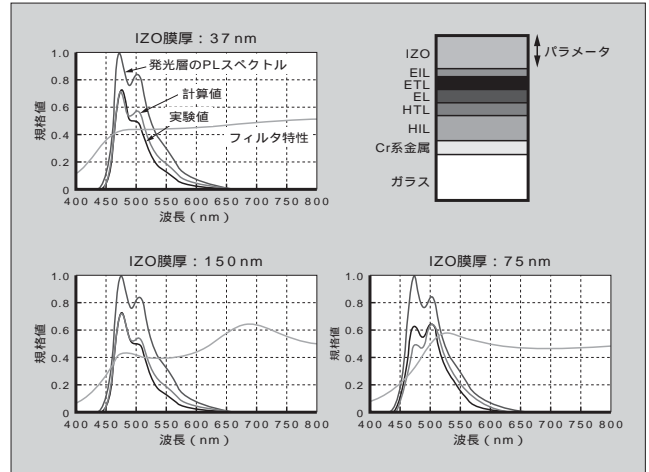 IZO膜厚：37 nm
規格値
1.0
0.8
0.6
0.4
0.2
0
発光層のPLスペクトル
計算値
実験値
フィルタ特性
400 450 500 550 600 650 700 750 800
波長（nm）
IZO
EIL
ETL
EL
HTL
HIL
Cr系金属
ガラス
パラメータ
IZO膜厚：150 nm
規格値
1.0
0.8
0.6
0.4
0.2
0
400 450 500 550 600 650 700 750 800
波長（nm）
IZO膜厚：75 nm
規格値
1.0
0.8
0.6
0.4
0.2
0
400 450 500 550 600 650 700 750 800
波長（nm）